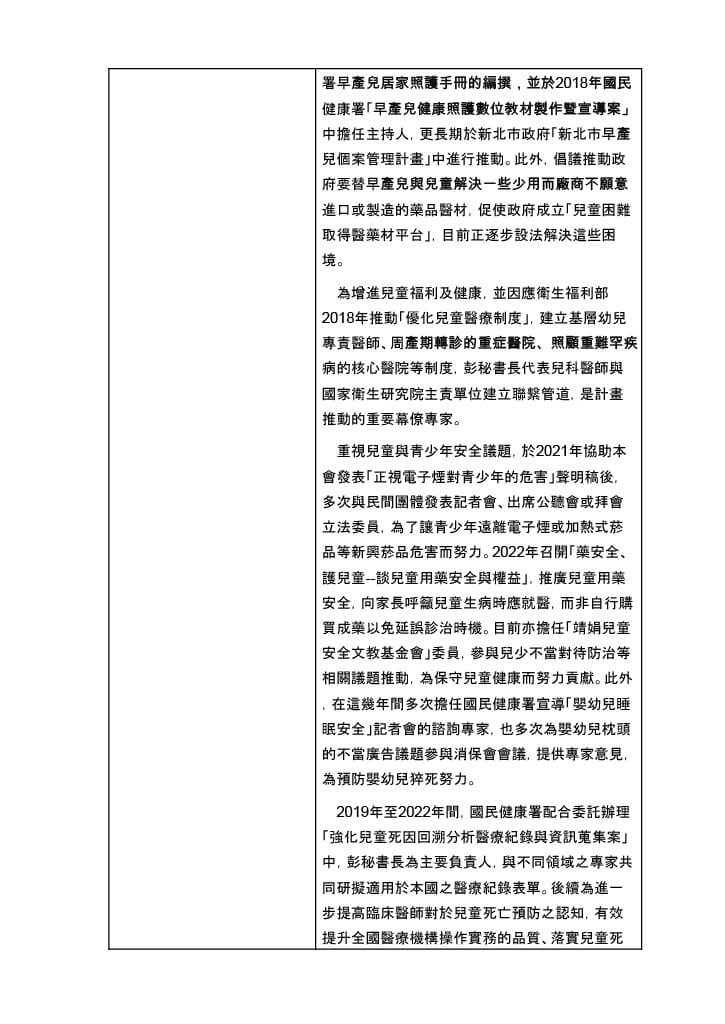 署早產兒居家照護手冊的編撰，並於2018年國民
健康署「早產兒健康照護數位教材製作暨宣導案」
中擔任主持人，更長期於新北市政府「新北市早產
兒個案管理計畫」中進行推動。此外，倡議推動政
府要替早產兒與兒童解決一些少用而廠商不願意
進口或製造的藥品醫材，促使政府成立「兒童困難
取得醫藥材平台」，目前正逐步設法解決這些困
境。
為增進兒童福利及健康，並因應衛生福利部
2018年推動「優化兒童醫療制度」，建立基層幼兒
專責醫師、周產期轉診的重症醫院、照顧重難罕疾
病的核心醫院等制度，彭秘書長代表兒科醫師與
國家衛生研究院主責單位建立聯繫管道，是計畫
推動的重要幕僚專家。
重視兒童與青少年安全議題，於2021年協助本
會發表「正視電子煙對青少年的危害」聲明稿後，
多次與民間團體發表記者會、出席公聽會或拜會
立法委員，為了讓青少年遠離電子煙或加熱式菸
品等新興菸品危害而努力。2022年召開「藥安全、
護兒童--談兒童用藥安全與權益」，推廣兒童用藥
安全，向家長呼籲兒童生病時應就醫，而非自行購
買成藥以免延誤診治時機。目前亦擔任「靖娟兒童
安全文教基金會」委員，參與兒少不當對待防治等
相關議題推動，為保守兒童健康而努力貢獻。此外
，在這幾年間多次擔任國民健康署宣導「嬰幼兒睡
眠安全」記者會的諮詢專家，也多次為嬰幼兒枕頭
的不當廣告議題參與消保會會議，提供專家意見，
為預防嬰幼兒猝死努力。
2019年至2022年間，國民健康署配合委託辦理
「強化兒童死因回溯分析醫療紀錄與資訊蒐集案」
中，彭秘書長為主要負責人，與不同領域之專家共
同研擬適用於本國之醫療紀錄表單。後續為進一
步提高臨床醫師對於兒童死亡預防之認知，有效
提升全國醫療機構操作實務的品質、落實兒童死